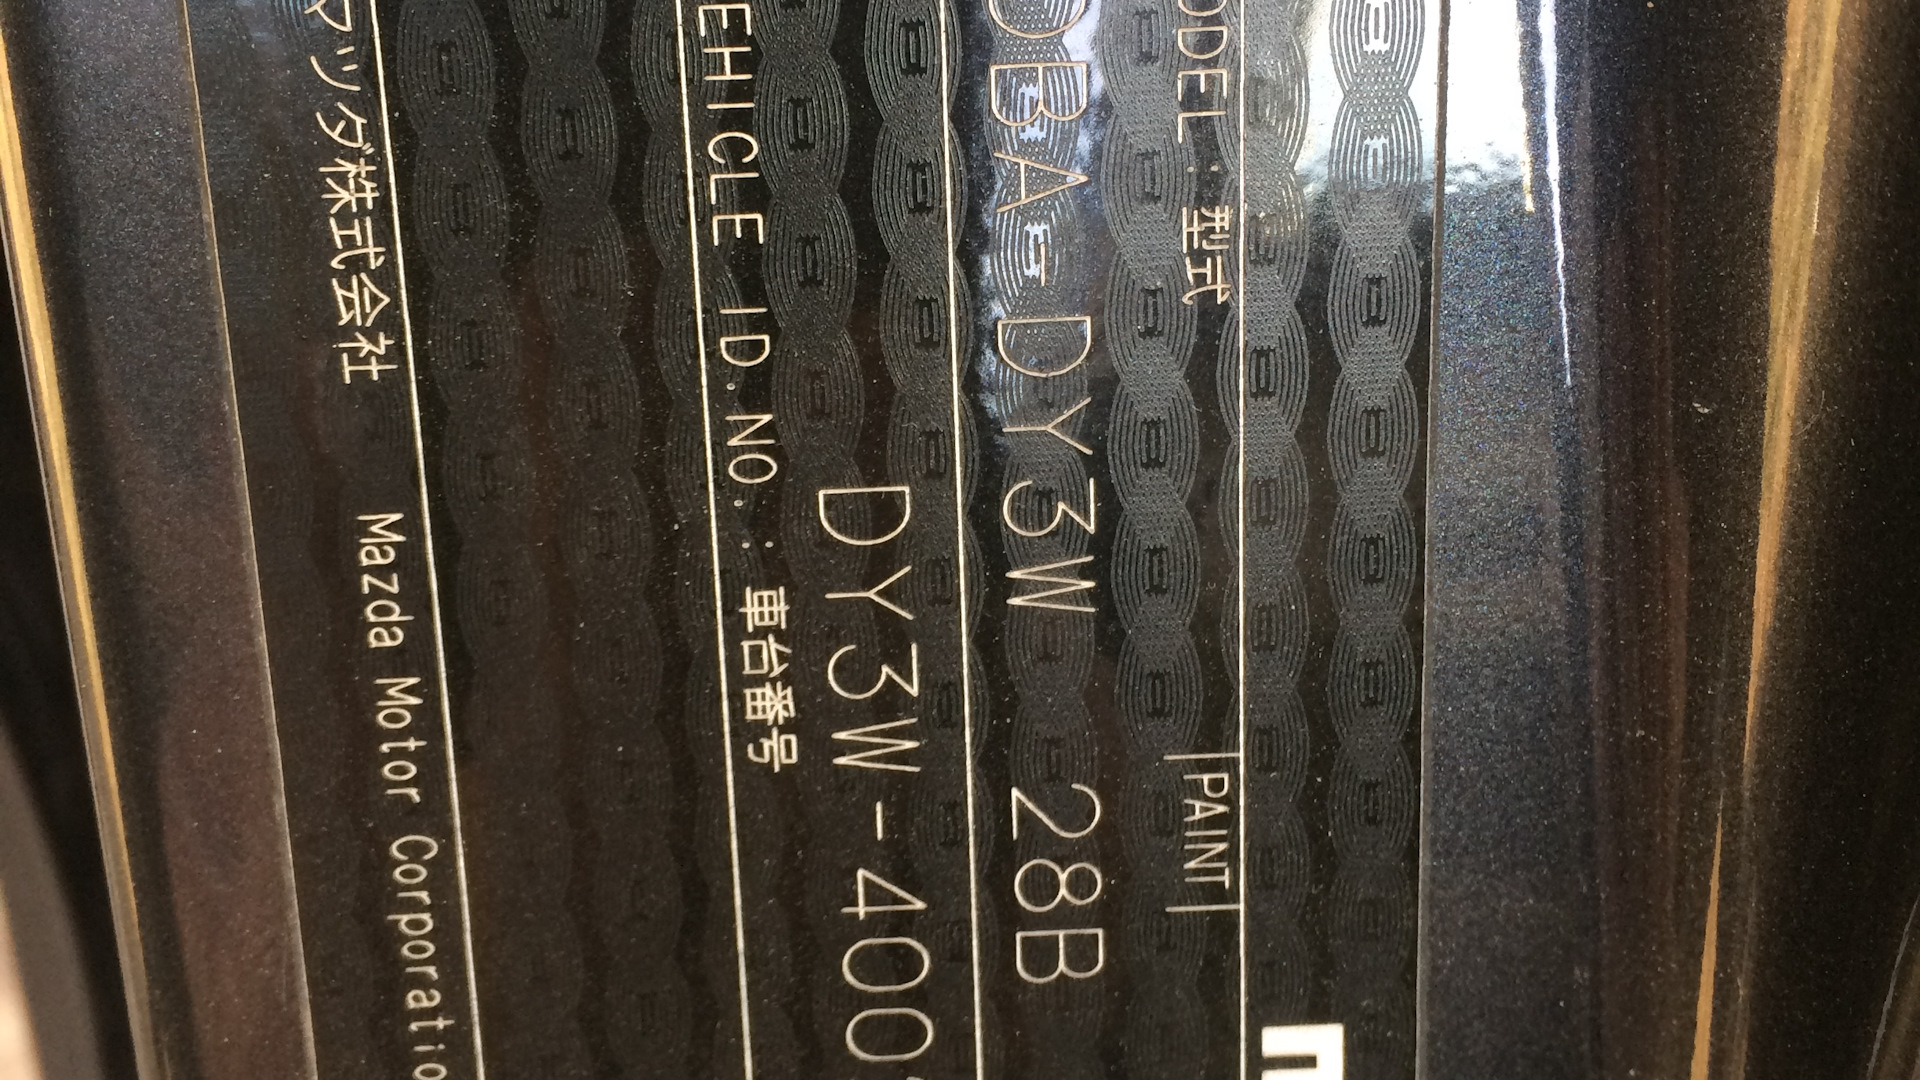 ODEL : 型式 PAINT
DBA-DY3W 28B
DY3W-400
EHICLE ID. NO. : 車台番号
マツダ株式会社 Mazda Motor Corporatio